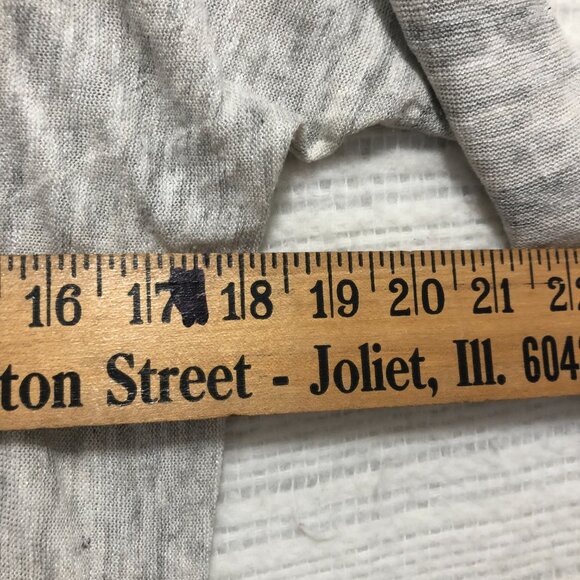 16 17 18 19 20 21 2
ton Street - Joliet, Ill. 604